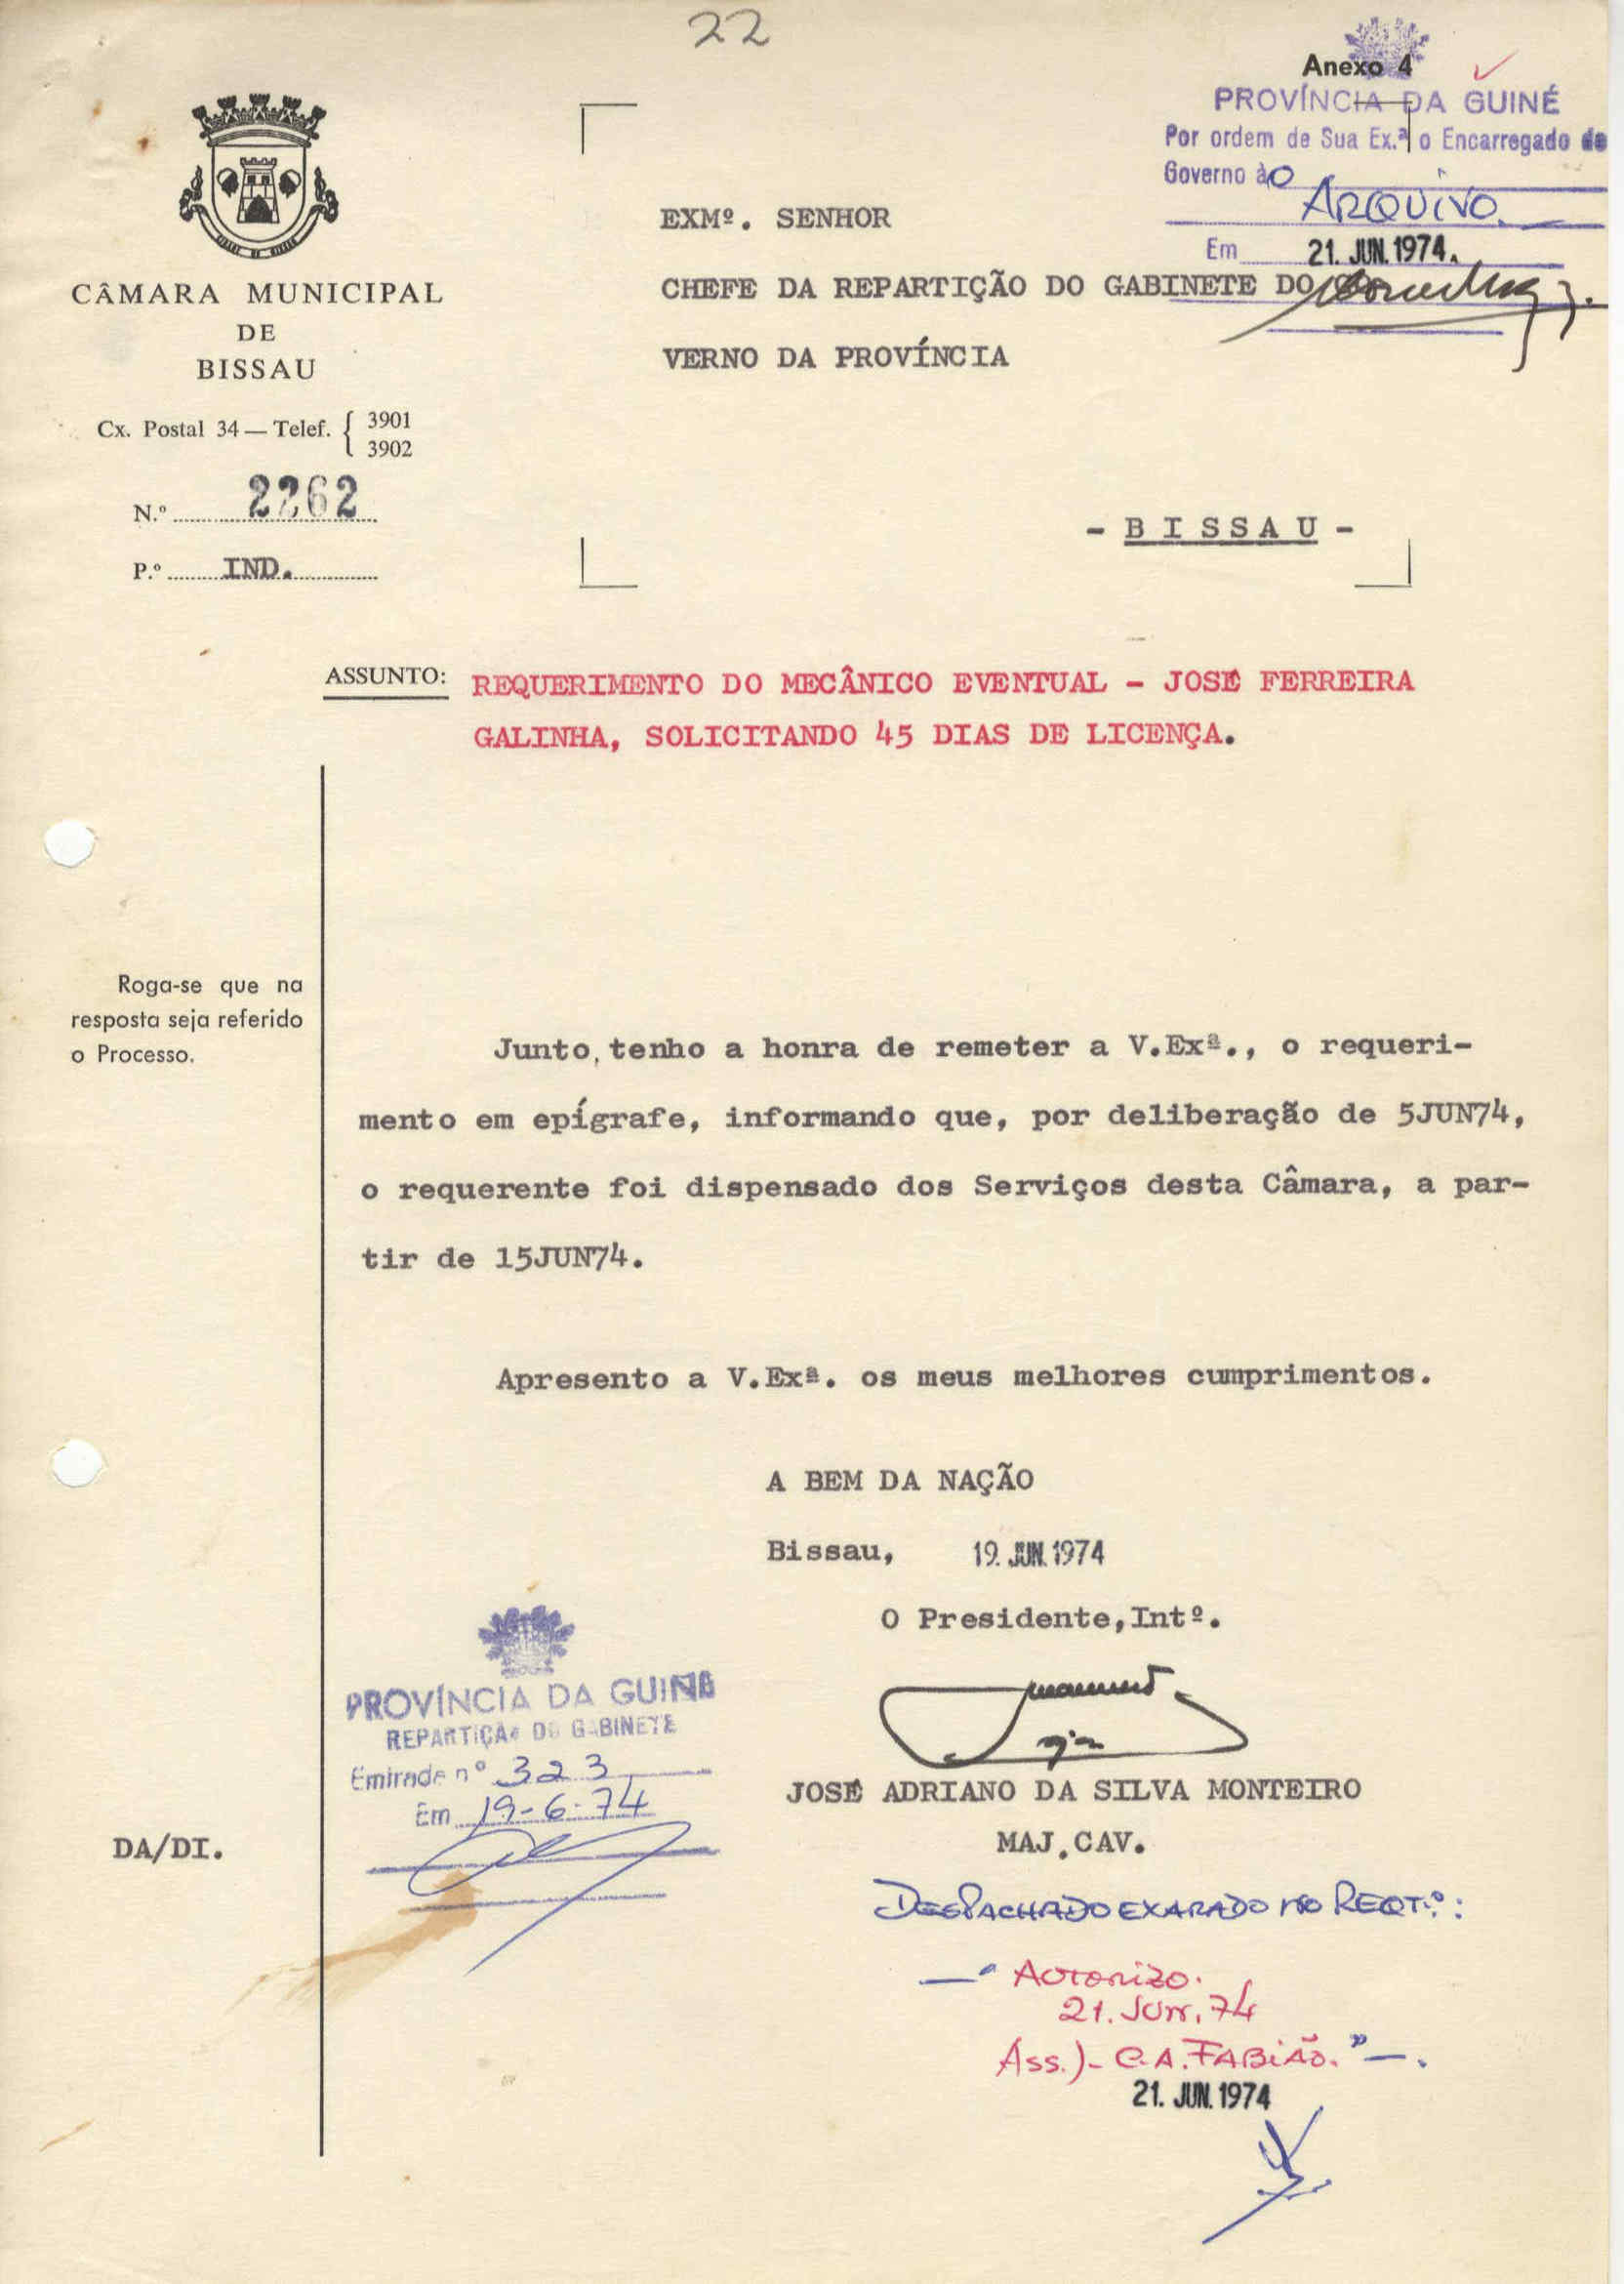 22
Anexo 4
PROVÍNCIA DA GUINÉ
Por ordem de Sua Ex.ª o Encarregado do
Governo ào
ARQUIVO.
Em 21. JUN. 1974.
CÂMARA MUNICIPAL
DE
BISSAU
Cx. Postal 34 — Telef. { 3901
3902
N.º 2262
P.º IND.
EXMº. SENHOR
CHEFE DA REPARTIÇÃO DO GABINETE DO
VERNO DA PROVÍNCIA
- BISSAU -
ASSUNTO: REQUERIMENTO DO MECÂNICO EVENTUAL - JOSÉ FERREIRA
GALINHA, SOLICITANDO 45 DIAS DE LICENÇA.
Roga-se que na
resposta seja referido
o Processo.
Junto, tenho a honra de remeter a V.Exª., o requeri-
mento em epígrafe, informando que, por deliberação de 5JUN74,
o requerente foi dispensado dos Serviços desta Câmara, a par-
tir de 15JUN74.
Apresento a V.Exª. os meus melhores cumprimentos.
A BEM DA NAÇÃO
Bissau, 19. JUN. 1974
O Presidente,Intº.
JOSÉ ADRIANO DA SILVA MONTEIRO
MAJ.CAV.
PROVÍNCIA DA GUINÉ
REPARTIÇÃO DO GABINETE
Entrada nº 323
Em 19-6-74
DA/DI.
DESPACHADO EXARADO NO REQT.º:
—" Autorizo.
21. Jun. 74
Ass.)- C.A. FABIÃO."—.
21. JUN. 1974